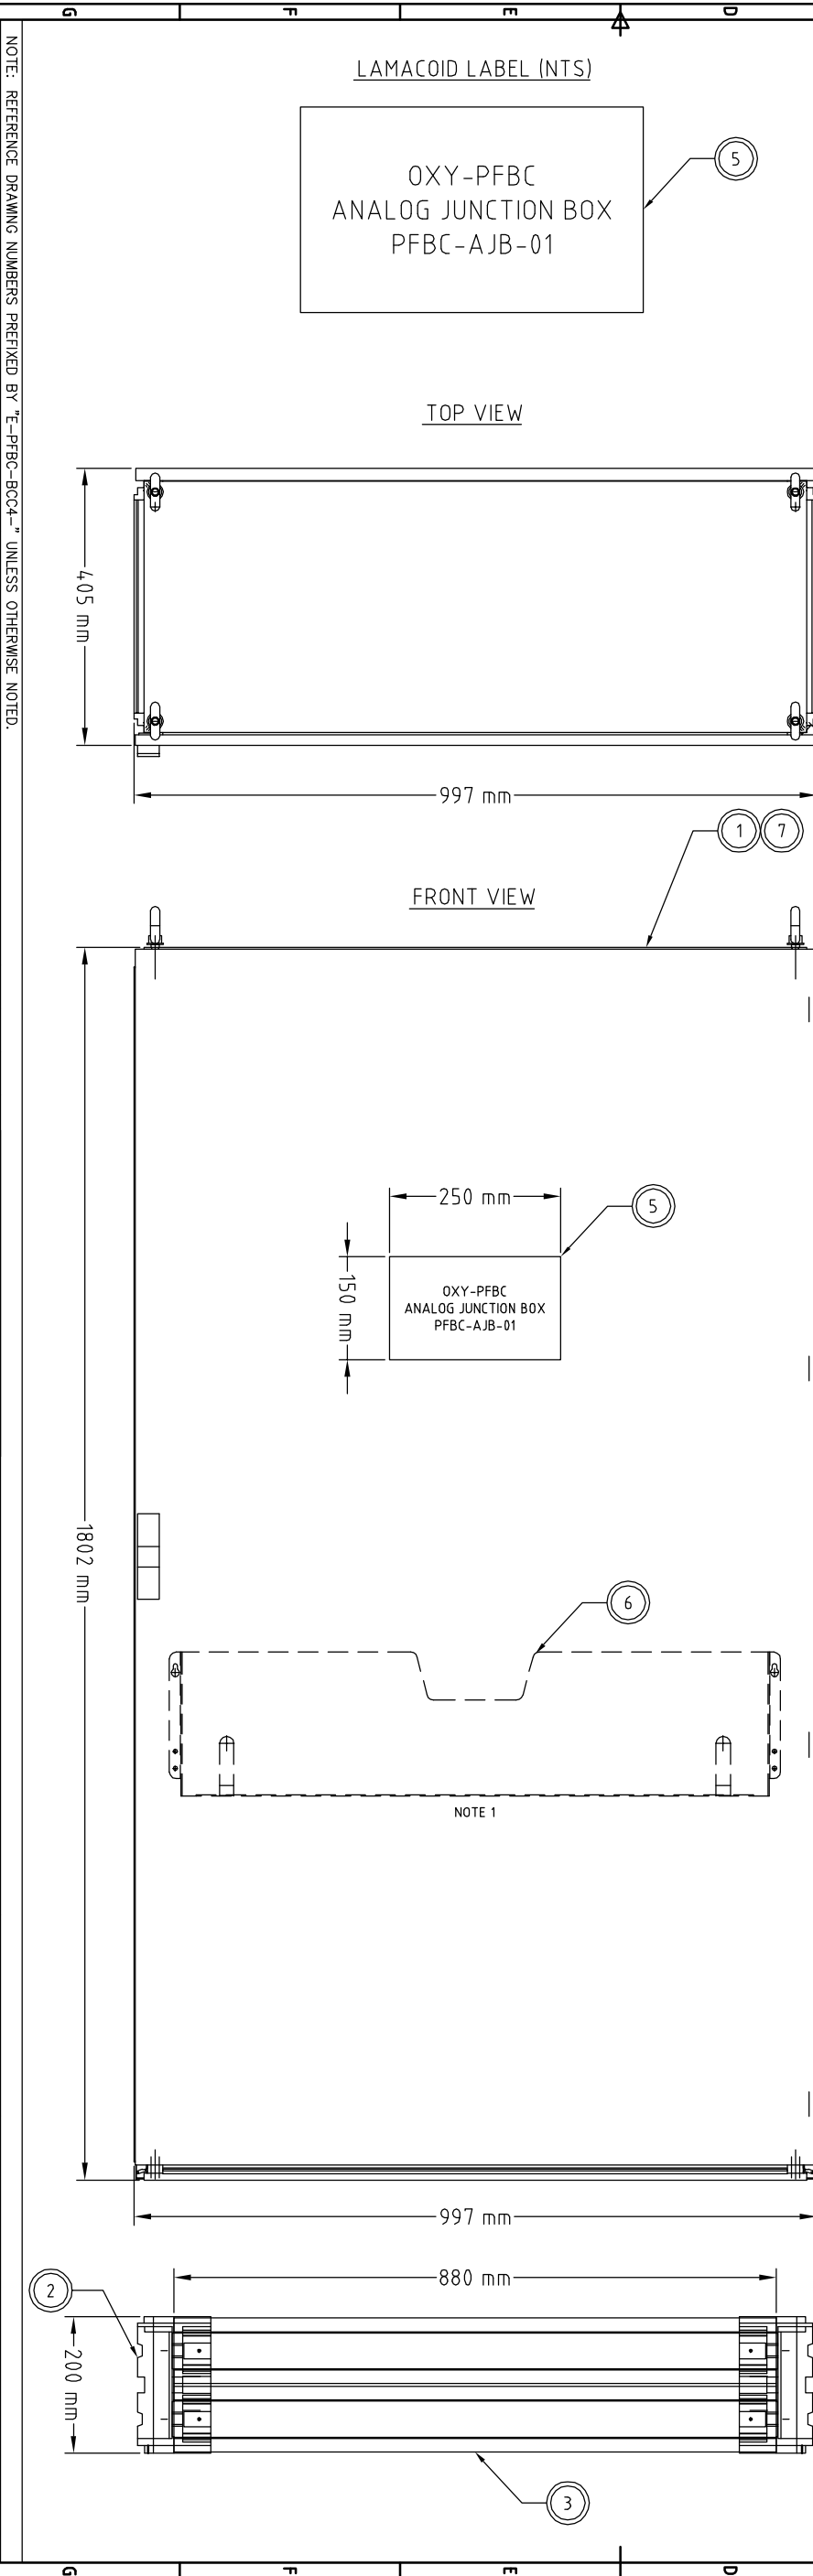 G F E D
LAMACOID LABEL (NTS)
5
OXY-PFBC
ANALOG JUNCTION BOX
PFBC-AJB-01
TOP VIEW
405 mm
997 mm
1 7
FRONT VIEW
250 mm
5
150 mm
OXY-PFBC
ANALOG JUNCTION BOX
PFBC-AJB-01
1802 mm
6
NOTE 1
997 mm
880 mm
2
200 mm
3
G F E D
NOTE: REFERENCE DRAWING NUMBERS PREFIXED BY "E-PFBC-BCC4-" UNLESS OTHERWISE NOTED.